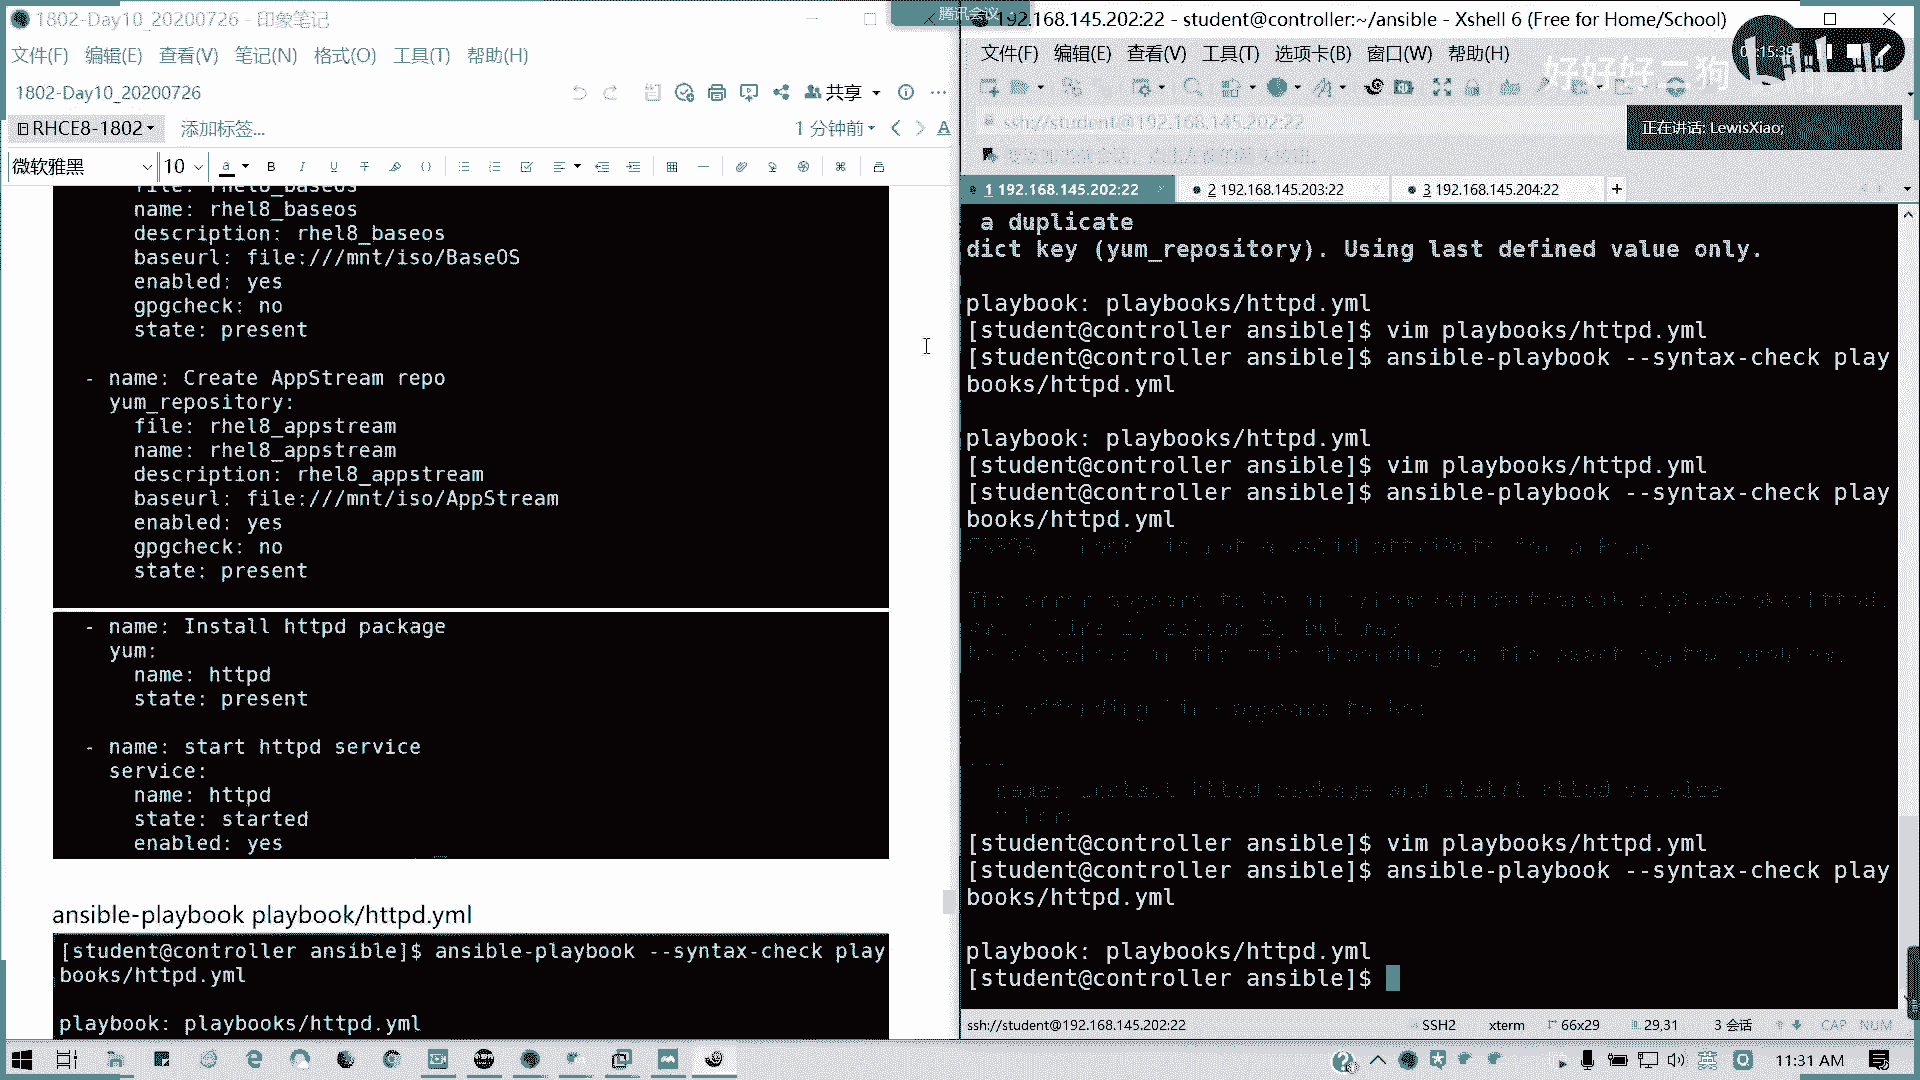 1802-Day10_20200726 - 印象笔记
文件(F) 编辑(E) 查看(V) 笔记(N) 格式(O) 工具(T) 帮助(H)
1802-Day10_20200726
共享
RHCE8-1802
添加标签...
1 分钟前
微软雅黑
10
name: rhel8_baseos
description: rhel8_baseos
baseurl: file:///mnt/iso/BaseOS
enabled: yes
gpgcheck: no
state: present
- name: Create AppStream repo
yum_repository:
file: rhel8_appstream
name: rhel8_appstream
description: rhel8_appstream
baseurl: file:///mnt/iso/AppStream
enabled: yes
gpgcheck: no
state: present
- name: Install httpd package
yum:
name: httpd
state: present
- name: start httpd service
service:
name: httpd
state: started
enabled: yes
ansible-playbook playbook/httpd.yml
[student@controller ansible]$ ansible-playbook --syntax-check play
books/httpd.yml
playbook: playbooks/httpd.yml
腾讯会议
192.168.145.202:22 - student@controller:~/ansible - Xshell 6 (Free for Home/School)
文件(F) 编辑(E) 查看(V) 工具(T) 选项卡(B) 窗口(W) 帮助(H)
好好好二狗
ssh://student@192.168.145.202:22
正在讲话: LewisXiao;
1 192.168.145.202:22
2 192.168.145.203:22
3 192.168.145.204:22
a duplicate
dict key (yum_repository). Using last defined value only.
playbook: playbooks/httpd.yml
[student@controller ansible]$ vim playbooks/httpd.yml
[student@controller ansible]$ ansible-playbook --syntax-check play
books/httpd.yml
playbook: playbooks/httpd.yml
[student@controller ansible]$ vim playbooks/httpd.yml
[student@controller ansible]$ ansible-playbook --syntax-check play
books/httpd.yml
[student@controller ansible]$ vim playbooks/httpd.yml
[student@controller ansible]$ ansible-playbook --syntax-check play
books/httpd.yml
playbook: playbooks/httpd.yml
[student@controller ansible]$
ssh://student@192.168.145.202:22
SSH2
xterm
66x29
29,31
3 会话
CAP NUM
英
11:31 AM